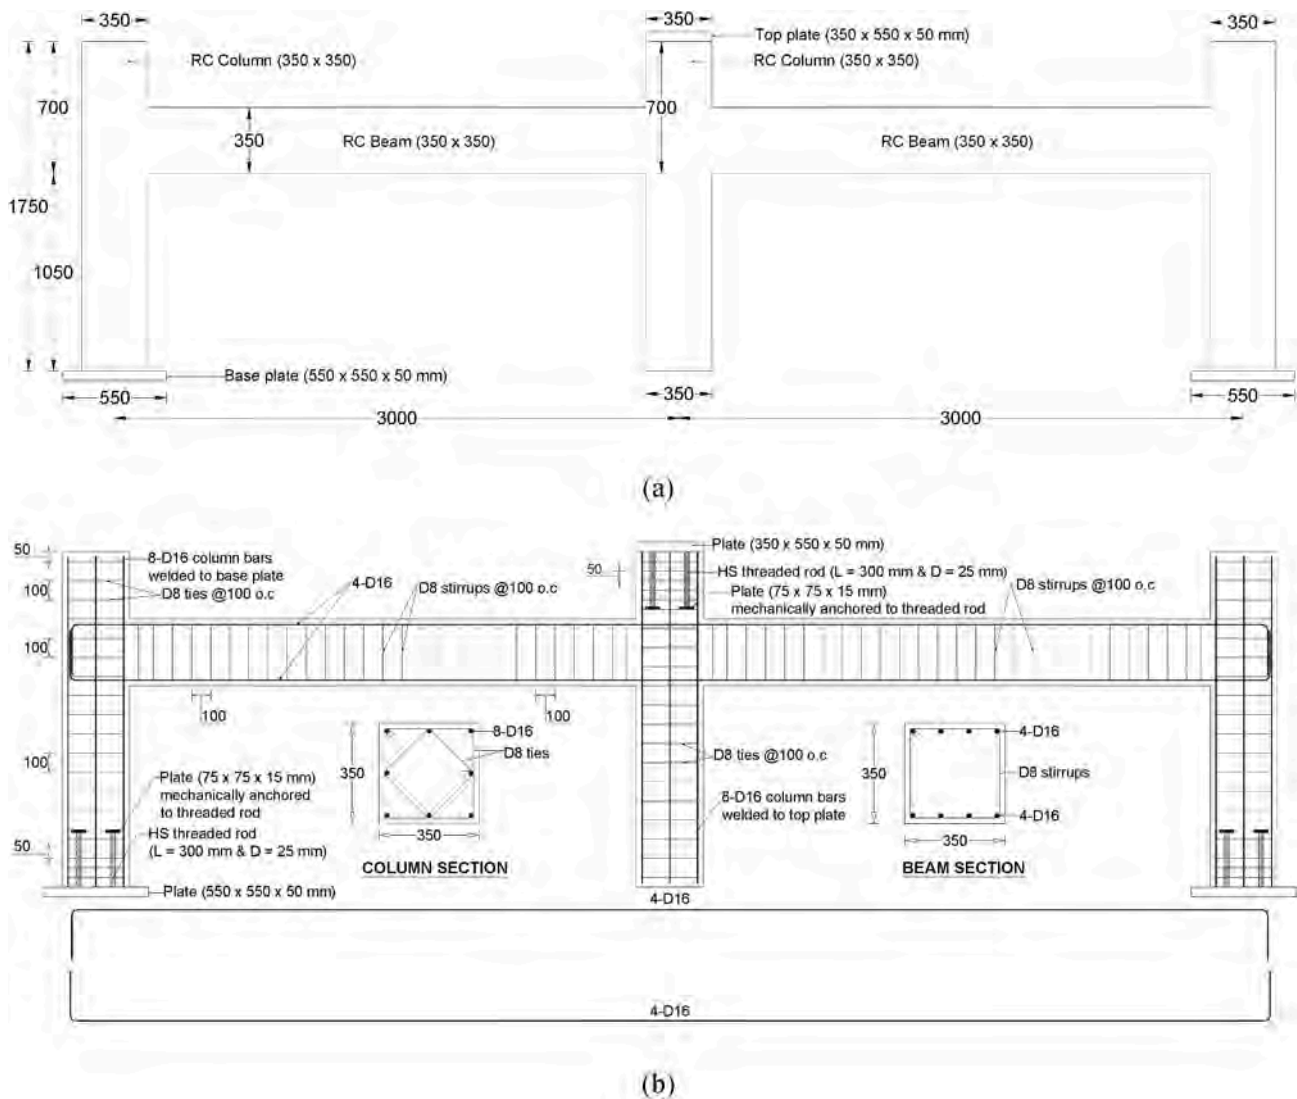 350
350
350
Top plate (350 x 550 x 50 mm)
RC Column (350 x 350)
RC Column (350 x 350)
700
700
350
RC Beam (350 x 350)
RC Beam (350 x 350)
1750
1050
Base plate (550 x 550 x 50 mm)
550
350
550
3000
3000
(a)
50
8-D16 column bars
welded to base plate
D8 ties @100 o.c
100
4-D16
D8 stirrups @100 o.c
Plate (350 x 550 x 50 mm)
50
HS threaded rod (L = 300 mm & D = 25 mm)
Plate (75 x 75 x 15 mm)
mechanically anchored to threaded rod
D8 stirrups @100 o.c
100
100
100
8-D16
D8 ties
350
350
COLUMN SECTION
100
Plate (75 x 75 x 15 mm)
mechanically anchored
to threaded rod
HS threaded rod
(L = 300 mm & D = 25 mm)
50
Plate (550 x 550 x 50 mm)
D8 ties @100 o.c
8-D16 column bars
welded to top plate
4-D16
D8 stirrups
4-D16
350
350
BEAM SECTION
4-D16
4-D16
(b)